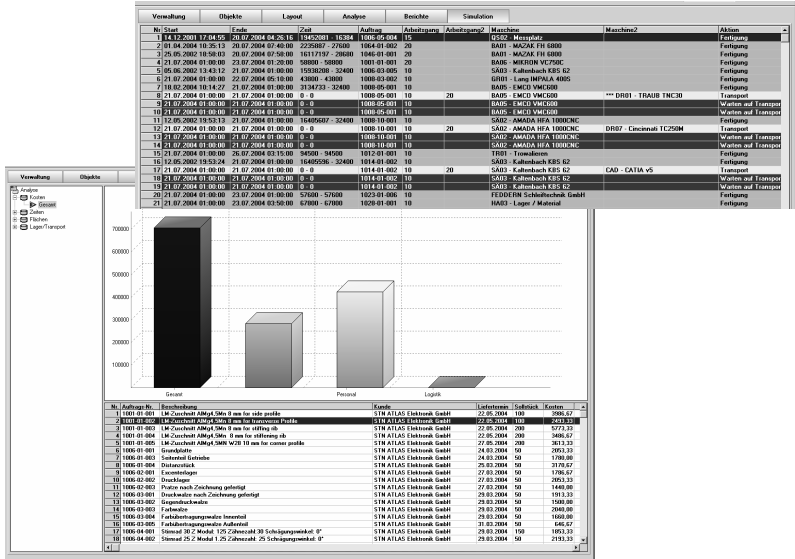 Verwaltung Objekte Layout Analyse Berichte Simulation
Nr Start Ende Zeit Auftrag Arbeitsgang Arbeitsgang2 Maschine Maschine2 Aktion
1 14.12.2001 17:04:55 20.07.2004 04:26:16 19452081 - 16384 1006-05-004 15 QS02 - Messplatz Fertigung
2 01.04.2004 10:35:13 20.07.2004 07:40:00 2235887 - 27600 1064-01-002 20 BA01 - MAZAK FH 6800 Fertigung
3 25.05.2002 18:50:03 20.07.2004 07:50:00 16117197 - 28680 1046-01-001 20 BA01 - MAZAK FH 6800 Fertigung
4 21.07.2004 01:00:00 23.07.2004 01:20:00 58800 - 58800 1001-01-001 20 BA06 - MIKRON VC750C Fertigung
5 05.06.2002 13:43:12 21.07.2004 01:00:00 15938208 - 32400 1006-03-005 10 SÄ03 - Kaltenbach KBS 62 Fertigung
6 21.07.2004 01:00:00 22.07.2004 05:10:00 43800 - 43800 1008-03-002 10 GR01 - Lang IMPALA 400S Fertigung
7 18.02.2004 10:14:27 21.07.2004 01:00:00 3134733 - 32400 1008-05-001 10 BA05 - EMCO VMC600 Fertigung
8 21.07.2004 01:00:00 21.07.2004 01:00:00 0 - 0 1008-05-001 10 20 BA05 - EMCO VMC600 *** DR01 - TRAUB TNC30 Transport
9 21.07.2004 01:00:00 21.07.2004 01:00:00 0 - 0 1008-05-001 10 BA05 - EMCO VMC600 Warten auf Transpor
10 21.07.2004 01:00:00 21.07.2004 01:00:00 0 - 0 1008-05-001 10 BA05 - EMCO VMC600 Warten auf Transpor
11 12.05.2002 19:53:13 21.07.2004 01:00:00 16405607 - 32400 1008-10-001 10 SÄ02 - AMADA HFA 1000CNC Fertigung
12 21.07.2004 01:00:00 21.07.2004 01:00:00 0 - 0 1008-10-001 10 20 SÄ02 - AMADA HFA 1000CNC DR07 - Cincinnati TC250M Transport
13 21.07.2004 01:00:00 21.07.2004 01:00:00 0 - 0 1008-10-001 10 SÄ02 - AMADA HFA 1000CNC Warten auf Transpor
14 21.07.2004 01:00:00 21.07.2004 01:00:00 0 - 0 1008-10-001 10 SÄ02 - AMADA HFA 1000CNC Warten auf Transpor
15 21.07.2004 01:00:00 26.07.2004 03:15:00 94500 - 94500 1012-01-001 10 TR01 - Trowalieren Fertigung
16 12.05.2002 19:53:24 21.07.2004 01:00:00 16405596 - 32400 1014-01-002 10 SÄ03 - Kaltenbach KBS 62 Fertigung
17 21.07.2004 01:00:00 21.07.2004 01:00:00 0 - 0 1014-01-002 10 20 SÄ03 - Kaltenbach KBS 62 CAD - CATIA v5 Transport
18 21.07.2004 01:00:00 21.07.2004 01:00:00 0 - 0 1014-01-002 10 SÄ03 - Kaltenbach KBS 62 Warten auf Transpor
19 21.07.2004 01:00:00 21.07.2004 01:00:00 0 - 0 1014-01-002 10 SÄ03 - Kaltenbach KBS 62 Warten auf Transpor
20 21.07.2004 01:00:00 23.07.2004 01:00:00 57600 - 57600 1023-01-006 10 FEDDERN Schleiftechnik GmbH Fertigung
21 21.07.2004 01:00:00 23.07.2004 03:50:00 67800 - 67800 1028-01-001 10 HA03 - Lager / Material Fertigung
Verwaltung Objekte
Analyse
Kosten
Gesamt
Zeiten
Flächen
Lager/Transport
700000
600000
500000
400000
300000
200000
100000
Gesamt Personal Logistik
Nr. Auftrags-Nr. Beschreibung Kunde Liefertermin Sollstück Kosten
1 1001-01-001 LM-Zuschnitt AlMg4,5Mn 8 mm for side profile STN ATLAS Elektronik GmbH 22.05.2004 100 3986,67
2 1001-01-002 LM-Zuschnitt AlMg4,5Mn 8 mm for transverse Profile STN ATLAS Elektronik GmbH 22.05.2004 100 2493,33
3 1001-01-003 LM-Zuschnitt AlMg4,5Mn 8 mm for stifling sib STN ATLAS Elektronik GmbH 22.05.2004 200 5773,33
4 1001-01-004 LM-Zuschnitt AlMg4,5Mn 8 mm for stiffening sib STN ATLAS Elektronik GmbH 22.05.2004 200 3486,67
5 1001-01-005 LM-Zuschnitt AlMg4,5MN W28 10 mm for corner profile STN ATLAS Elektronik GmbH 27.05.2004 200 3613,33
6 1006-01-001 Grundplatte STN ATLAS Elektronik GmbH 24.03.2004 50 2053,33
7 1006-01-003 Seitenteil Getriebe STN ATLAS Elektronik GmbH 24.03.2004 50 1780,00
8 1006-01-004 Distanzstück STN ATLAS Elektronik GmbH 25.03.2004 50 3170,67
9 1006-02-001 Excenterlager STN ATLAS Elektronik GmbH 27.03.2004 50 2053,33
10 1006-02-002 Drucklager STN ATLAS Elektronik GmbH 27.03.2004 50 2053,33
11 1006-02-003 Pratze nach Zeichnung gefertigt STN ATLAS Elektronik GmbH 27.03.2004 50 1440,00
12 1006-03-001 Druckwalze nach Zeichnung gefertigt STN ATLAS Elektronik GmbH 29.03.2004 50 1913,33
13 1006-03-002 Gegendruckwalze STN ATLAS Elektronik GmbH 29.03.2004 50 1500,00
14 1006-03-003 Farbwalze STN ATLAS Elektronik GmbH 29.03.2004 50 2040,00
15 1006-03-004 Farbübertragungswalze Innenteil STN ATLAS Elektronik GmbH 29.03.2004 50 1660,00
16 1006-03-005 Farbübertragungswalze Außenteil STN ATLAS Elektronik GmbH 31.03.2004 50 646,67
17 1006-04-001 Stirnrad 30 Z Modul: 1.25 Zähnezahl:30 Schrägungswinkel: 0° STN ATLAS Elektronik GmbH 29.03.2004 150 1853,33
18 1006-04-002 Stirnrad 25 Z Modul 1.25 Zähnezahl: 25 Schrägungswinkel: 0° STN ATLAS Elektronik GmbH 29.03.2004 50 2193,33